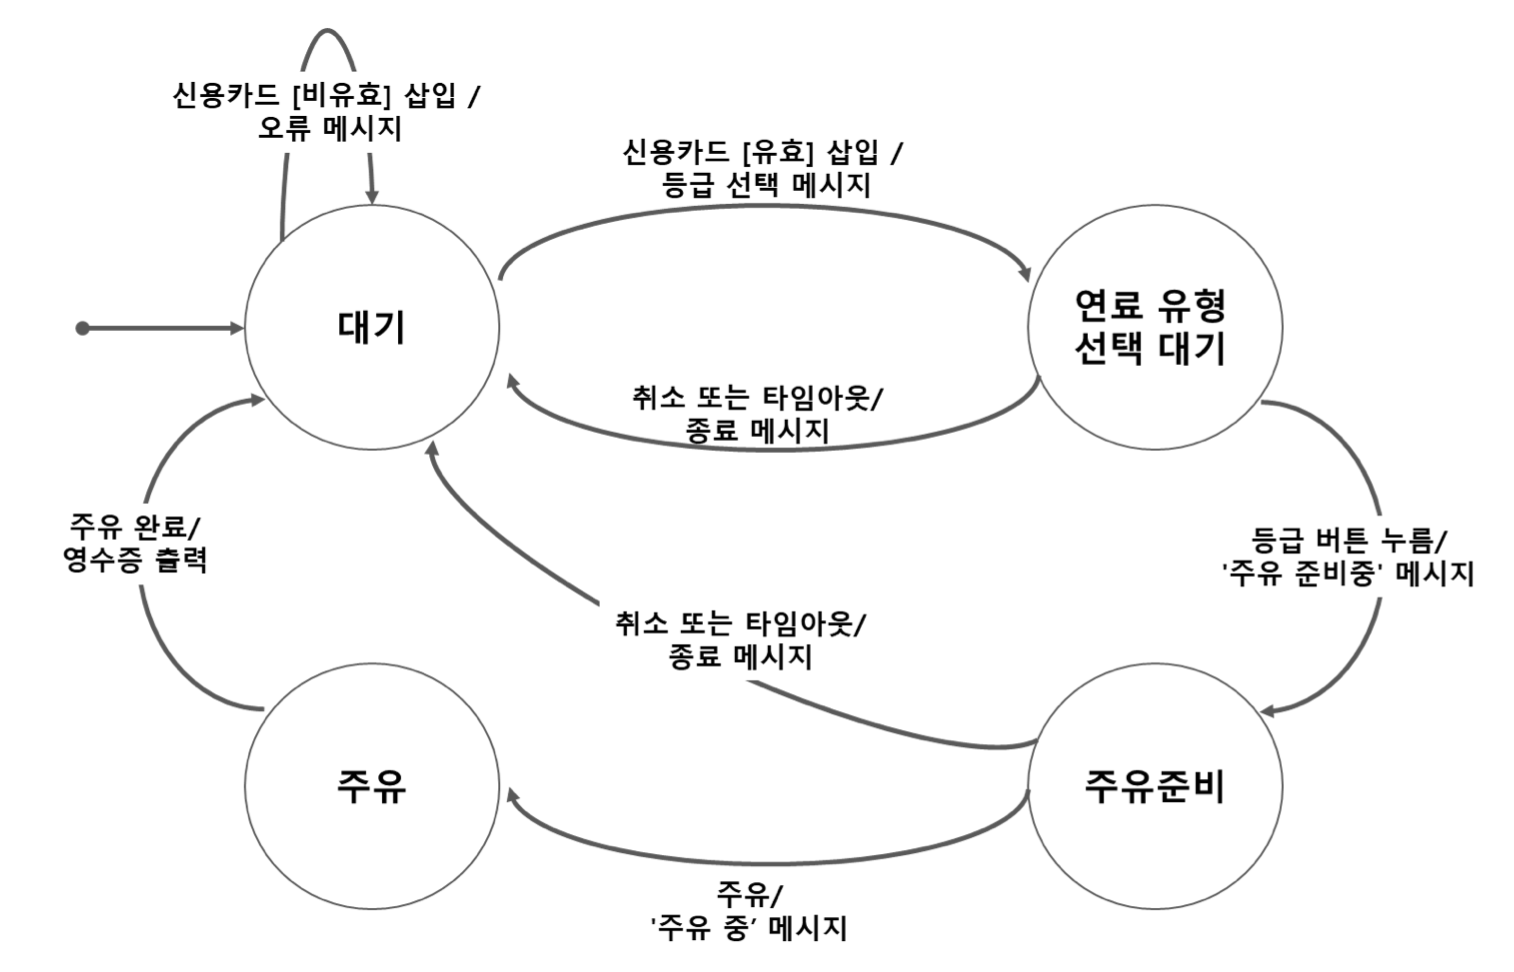 신용카드 [비유효] 삽입 /
오류 메시지
신용카드 [유효] 삽입 /
등급 선택 메시지
대기
연료 유형
선택 대기
취소 또는 타임아웃/
종료 메시지
주유 완료/
영수증 출력
등급 버튼 누름/
'주유 준비중' 메시지
취소 또는 타임아웃/
종료 메시지
주유
주유준비
주유/
'주유 중’ 메시지